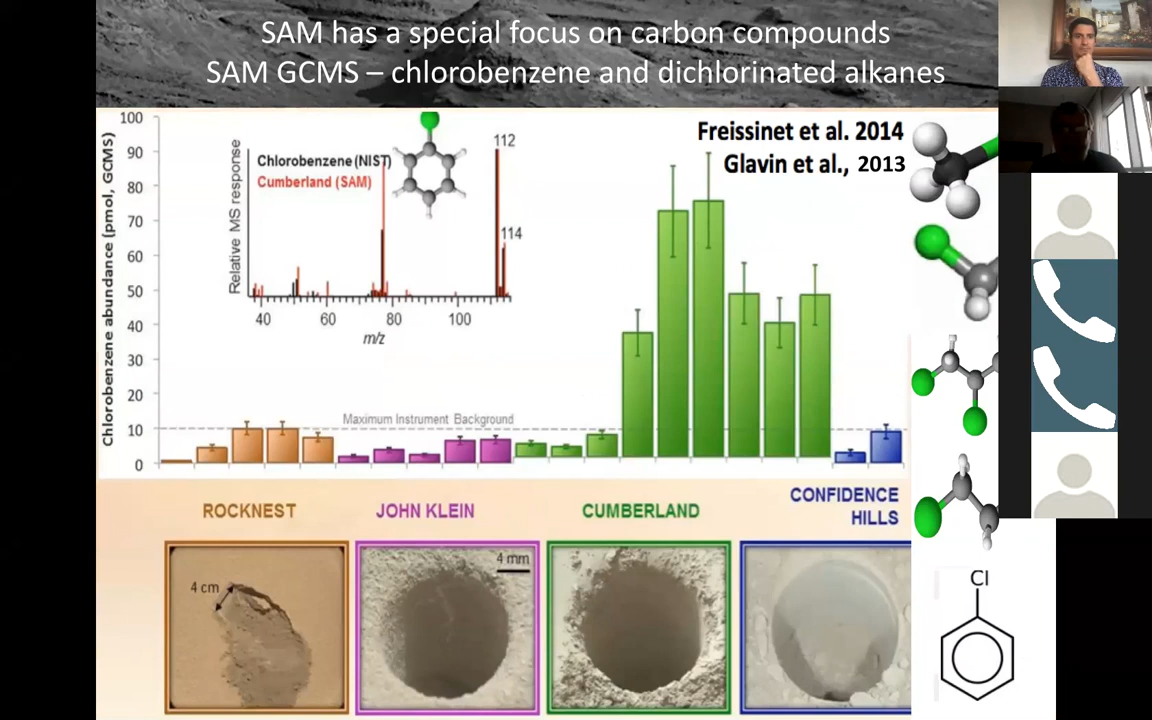 SAM has a special focus on carbon compounds
SAM GCMS – chlorobenzene and dichlorinated alkanes
Freissinet et al. 2014
Glavin et al., 2013
Chlorobenzene abundance (pmol, GCMS)
100
90
80
70
60
50
40
30
20
10
0
Relative MS response
Chlorobenzene (NIST)
Cumberland (SAM)
112
114
40
60
80
100
m/z
Maximum Instrument Background
ROCKNEST
JOHN KLEIN
CUMBERLAND
CONFIDENCE
HILLS
4 cm
4 mm
Cl